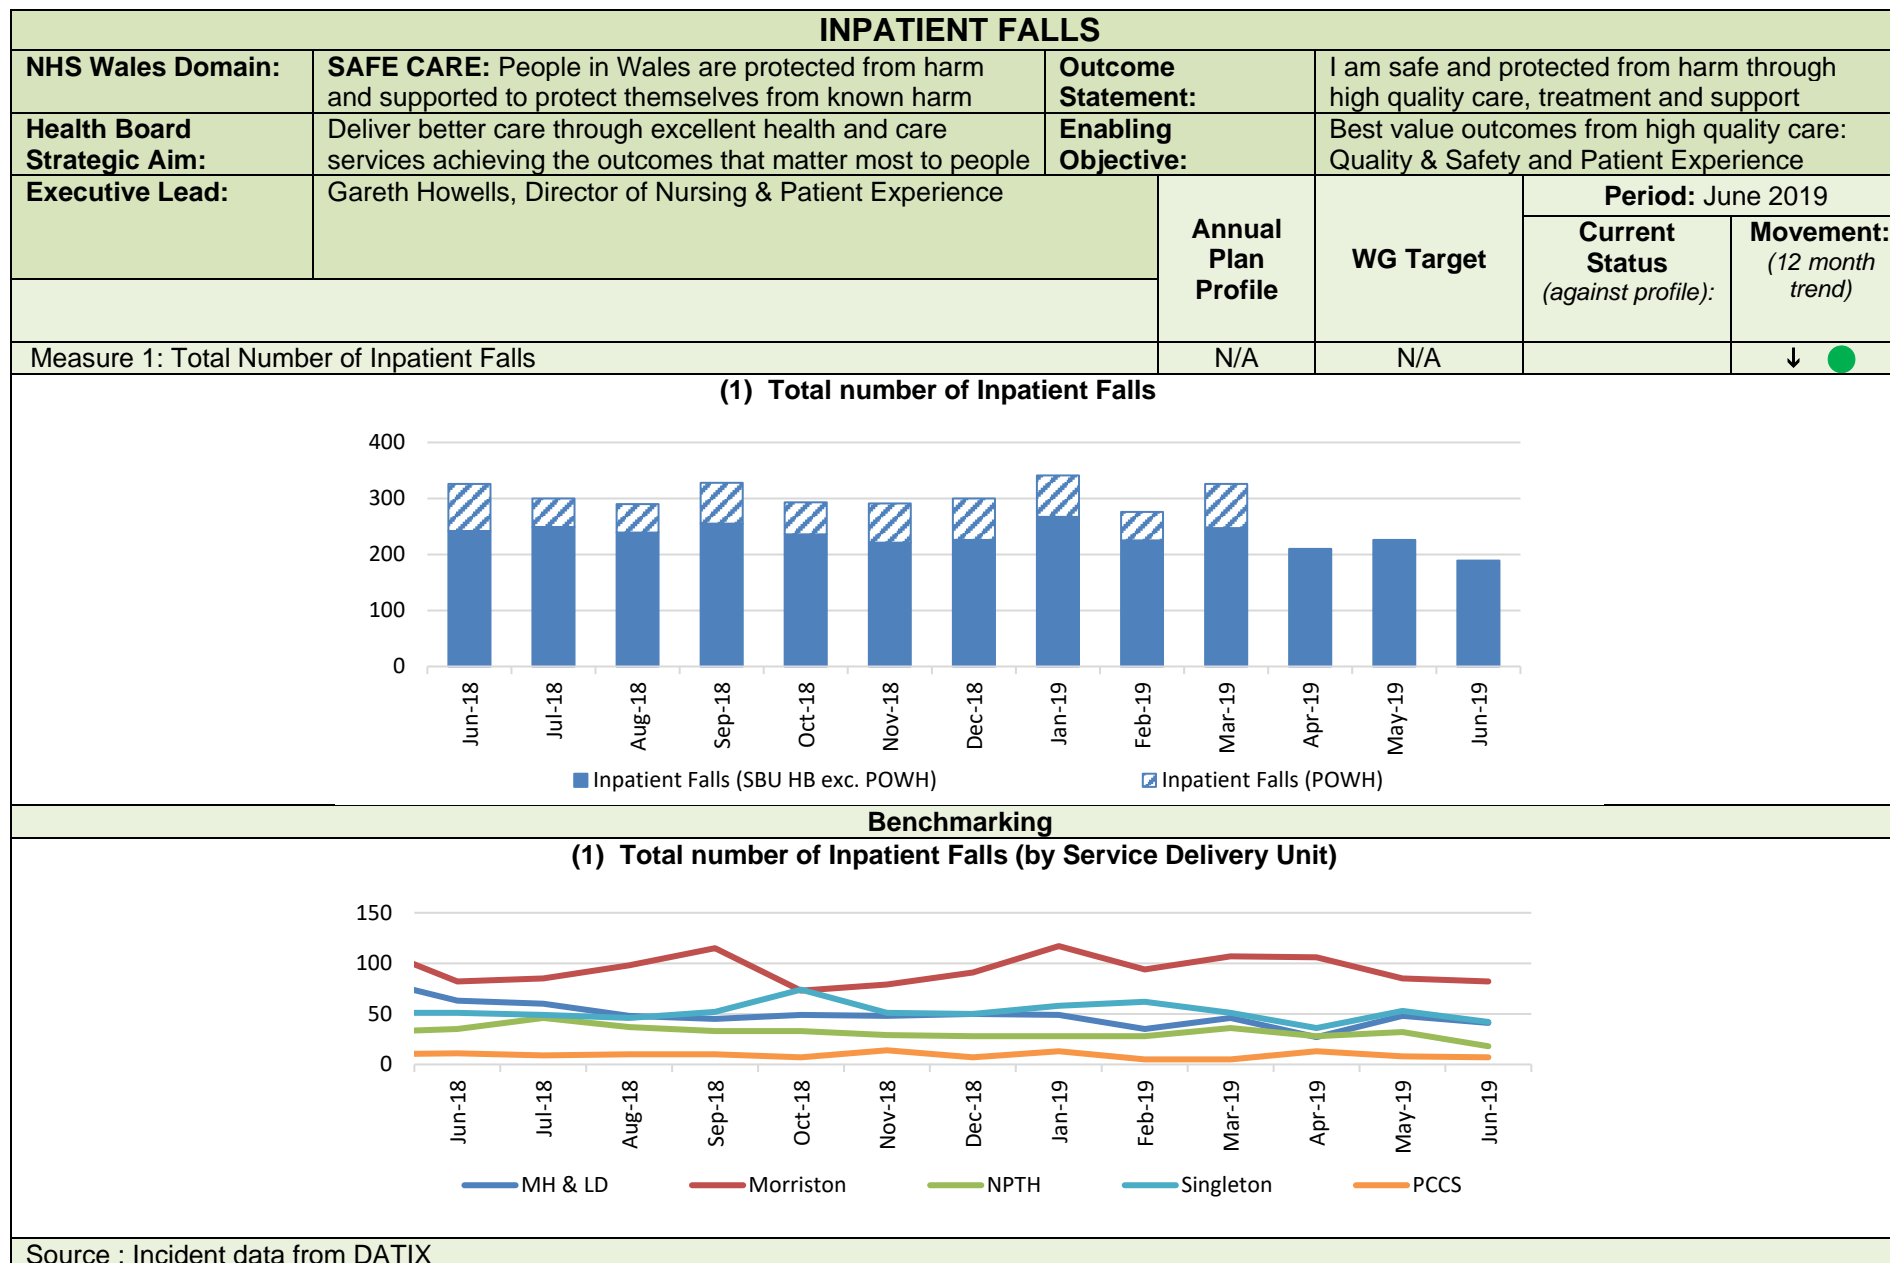 INPATIENT FALLS
NHS Wales Domain:
SAFE CARE: People in Wales are protected from harm
and supported to protect themselves from known harm
Outcome
Statement:
I am safe and protected from harm through
high quality care, treatment and support
Health Board
Strategic Aim:
Deliver better care through excellent health and care
services achieving the outcomes that matter most to people
Enabling
Objective:
Best value outcomes from high quality care:
Quality & Safety and Patient Experience
Executive Lead:
Gareth Howells, Director of Nursing & Patient Experience
Annual
Plan
Profile
WG Target
Period: June 2019
Current
Status
(against profile):
Movement:
(12 month
trend)
Measure 1: Total Number of Inpatient Falls
N/A
N/A
↓
(1) Total number of Inpatient Falls
400
300
200
100
0
Jun-18
Jul-18
Aug-18
Sep-18
Oct-18
Nov-18
Dec-18
Jan-19
Feb-19
Mar-19
Apr-19
May-19
Jun-19
Inpatient Falls (SBU HB exc. POWH)
Inpatient Falls (POWH)
Benchmarking
(1) Total number of Inpatient Falls (by Service Delivery Unit)
150
100
50
0
Jun-18
Jul-18
Aug-18
Sep-18
Oct-18
Nov-18
Dec-18
Jan-19
Feb-19
Mar-19
Apr-19
May-19
Jun-19
MH & LD
Morriston
NPTH
Singleton
PCCS
Source : Incident data from DATIX